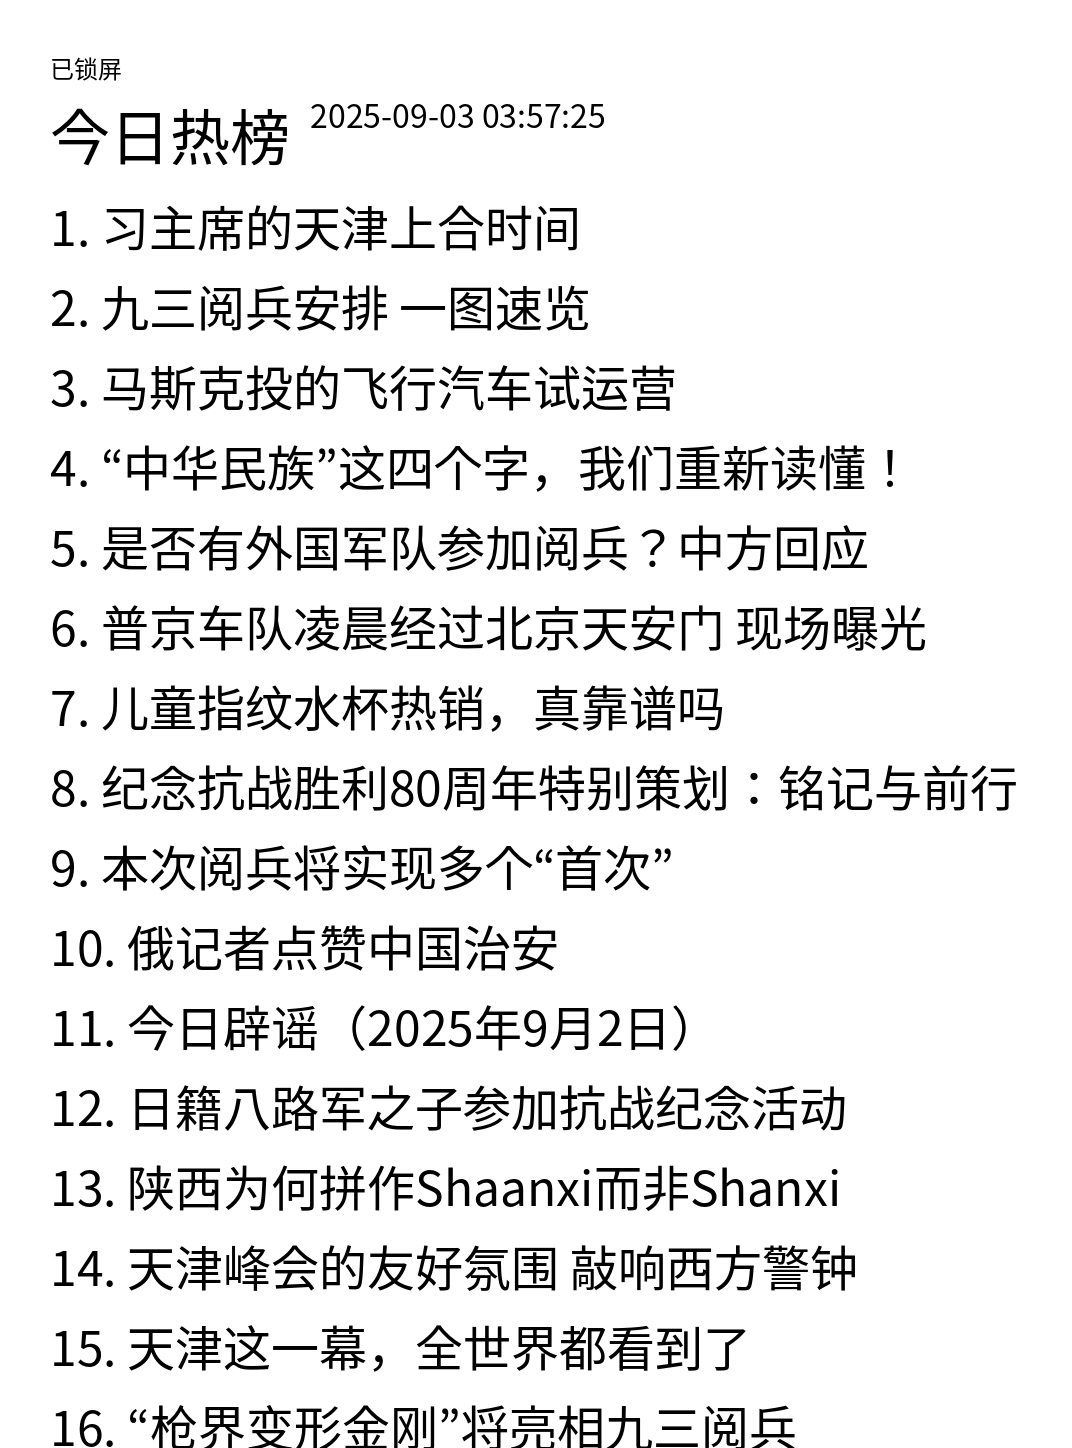 已锁屏
今日热榜 2025-09-03 03:57:25
1. 习主席的天津上合时间
2. 九三阅兵安排 一图速览
3. 马斯克投的飞行汽车试运营
4. “中华民族”这四个字，我们重新读懂！
5. 是否有外国军队参加阅兵？中方回应
6. 普京车队凌晨经过北京天安门 现场曝光
7. 儿童指纹水杯热销，真靠谱吗
8. 纪念抗战胜利80周年特别策划：铭记与前行
9. 本次阅兵将实现多个“首次”
10. 俄记者点赞中国治安
11. 今日辟谣（2025年9月2日）
12. 日籍八路军之子参加抗战纪念活动
13. 陕西为何拼作Shaanxi而非Shanxi
14. 天津峰会的友好氛围 敲响西方警钟
15. 天津这一幕，全世界都看到了
16. “枪界变形金刚”将亮相九三阅兵